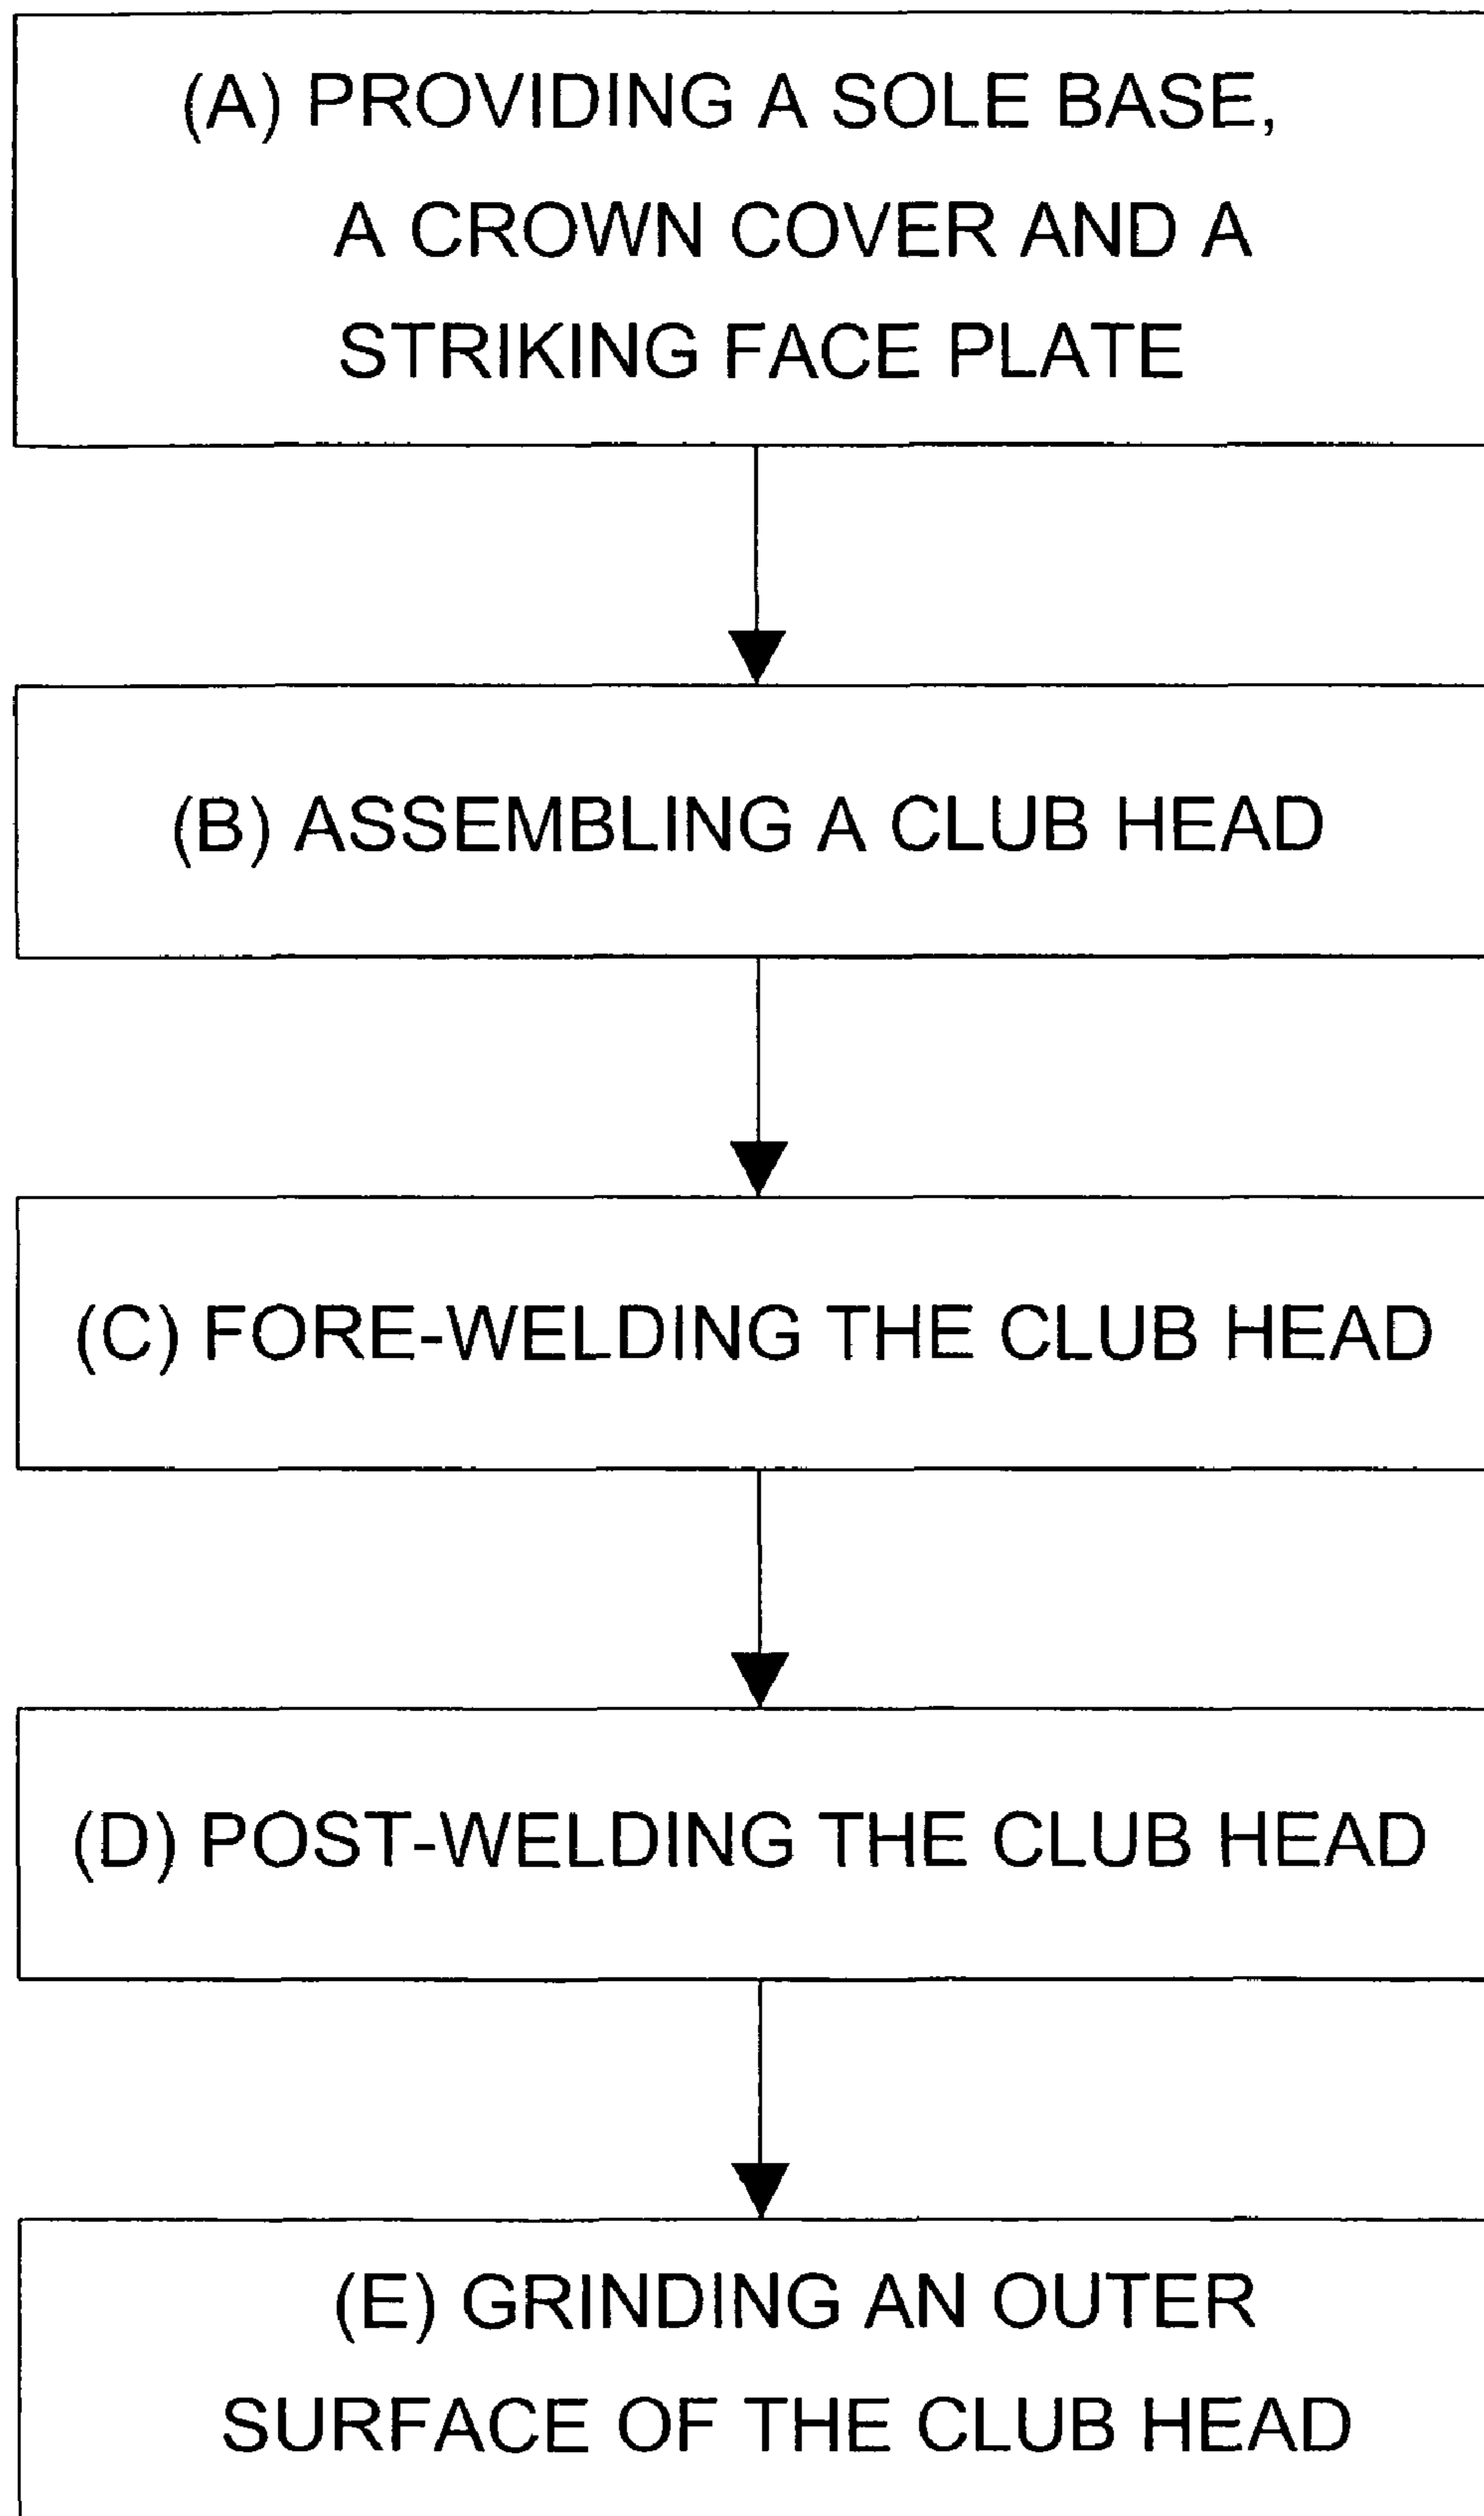 (A) PROVIDING A SOLE BASE,
A CROWN COVER AND A
STRIKING FACE PLATE
(B) ASSEMBLING A CLUB HEAD
(C) FORE-WELDING THE CLUB HEAD
(D) POST-WELDING THE CLUB HEAD
(E) GRINDING AN OUTER
SURFACE OF THE CLUB HEAD